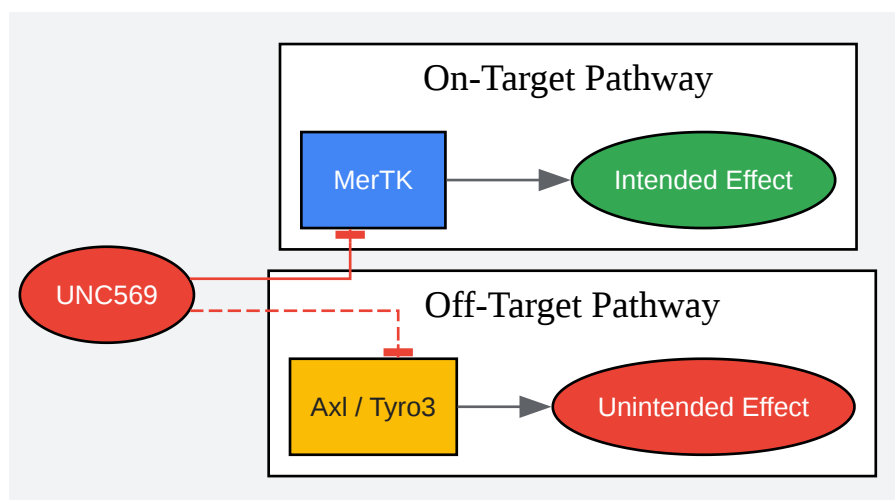 On-Target Pathway
MerTK
Intended Effect
UNC569
Off-Target Pathway
Axl / Tyro3
Unintended Effect